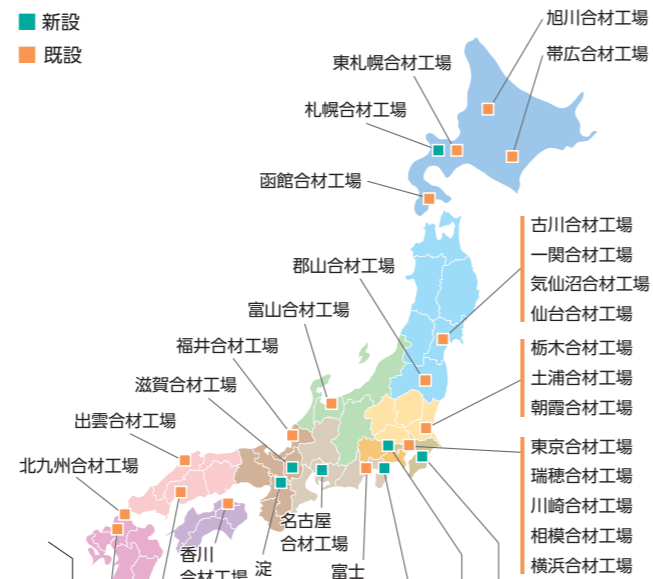 新設
既設
旭川合材工場
帯広合材工場
東札幌合材工場
札幌合材工場
函館合材工場
古川合材工場
一関合材工場
気仙沼合材工場
仙台合材工場
郡山合材工場
富山合材工場
福井合材工場
滋賀合材工場
出雲合材工場
北九州合材工場
栃木合材工場
土浦合材工場
朝霞合材工場
東京合材工場
瑞穂合材工場
川崎合材工場
相模合材工場
横浜合材工場
名古屋
合材工場
香川
合材工場
淀
富士